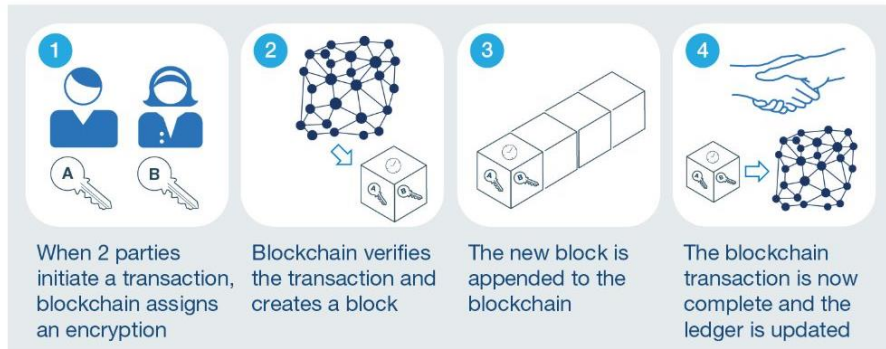 1
2
3
4
A
B
A
B
A
B
A
B
When 2 parties
initiate a transaction,
blockchain assigns
an encryption
Blockchain verifies
the transaction and
creates a block
The new block is
appended to the
blockchain
The blockchain
transaction is now
complete and the
ledger is updated